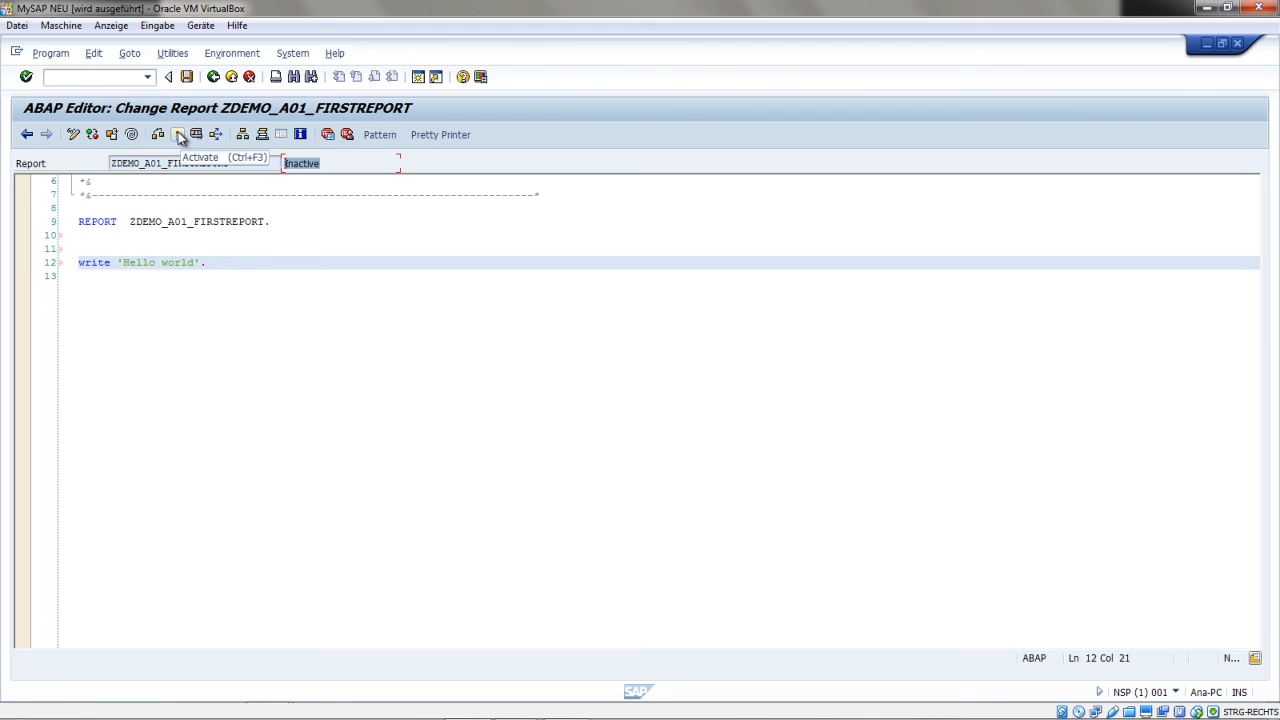 MySAP NEU [wird ausgeführt] - Oracle VM VirtualBox
Datei Maschine Anzeige Eingabe Geräte Hilfe
Program Edit Goto Utilities Environment System Help
ABAP Editor: Change Report ZDEMO_A01_FIRSTREPORT
Pattern Pretty Printer
Activate (Ctrl+F3)
Report Inactive
6 *&
7 *&---------------------------------------------------------------------*
8
9 REPORT ZDEMO_A01_FIRSTREPORT.
10
11
12 write 'Hello world'.
13
ABAP Ln 12 Col 21 N...
SAP
NSP (1) 001 Ana-PC INS
STRG-RECHTS